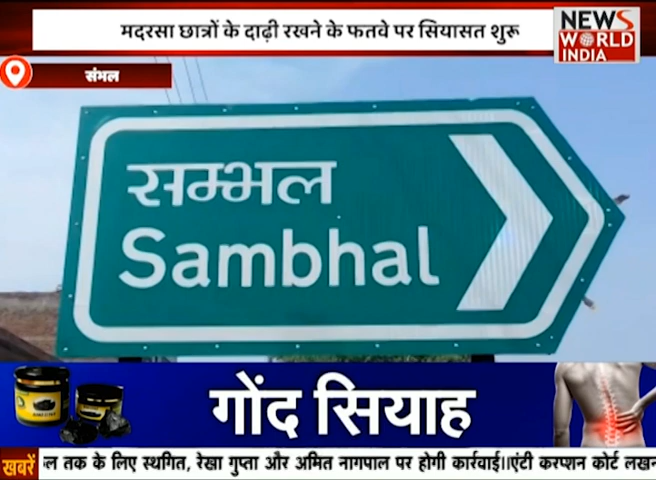 मदरसा छात्रों के दाढ़ी रखने के फतवे पर सियासत शुरू
NEWS
WORLD
INDIA
संभल
सम्भल
Sambhal
गोंद सियाह
खबरें
ल तक के लिए स्थगित, रेखा गुप्ता और अमित नागपाल पर होगी कार्रवाई।।एंटी करप्शन कोर्ट लखन